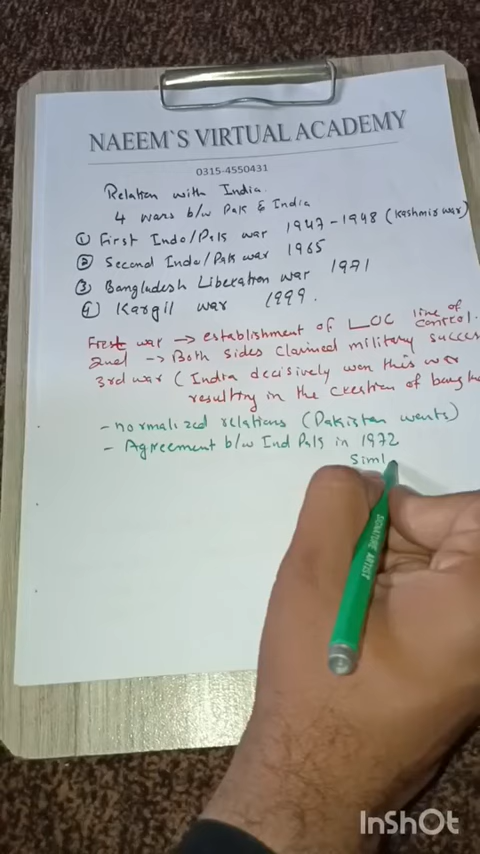 NAEEM`S VIRTUAL ACADEMY
0315-4550431
Relation with India.
4 wars b/w Pak & India
① First Indo/Pak war 1947-1948 (Kashmir war)
② Second Indo/Pak war 1965
③ Bangladesh Liberation war 1971
④ Kargil war 1999.
First war → establishment of LOC line of control.
2nd → Both sides claimed military succes
3rd war (India decisively won this war
resulting in the creation of bangla
- normalized relations (Pakistan wants)
- Agreement b/w Ind Pak in 1972
Siml
SIGNATURE ARTIST
InShOt